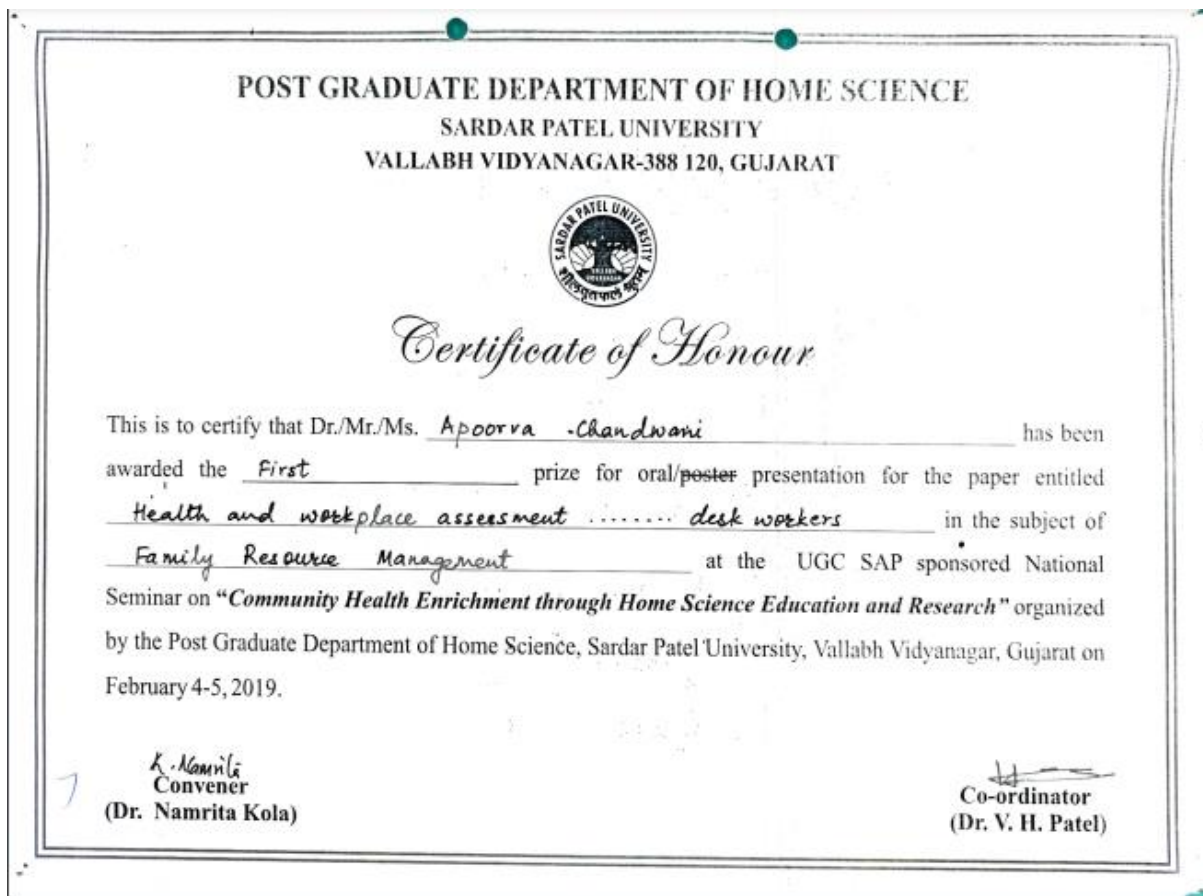 POST GRADUATE DEPARTMENT OF HOME SCIENCE
SARDAR PATEL UNIVERSITY
VALLABH VIDYANAGAR-388 120, GUJARAT
SARDAR PATEL UNIVERSITY
VALLABH
VIDYANAGAR
Certificate of Honour
This is to certify that Dr./Mr./Ms. Apoorva Chandwani has been
awarded the First prize for oral/poster presentation for the paper entitled
Health and workplace assessment ........ desk workers in the subject of
Family Resource Management at the UGC SAP sponsored National
Seminar on "Community Health Enrichment through Home Science Education and Research" organized
by the Post Graduate Department of Home Science, Sardar Patel University, Vallabh Vidyanagar, Gujarat on
February 4-5, 2019.
K. Namrita
Convener
(Dr. Namrita Kola)
Co-ordinator
(Dr. V. H. Patel)